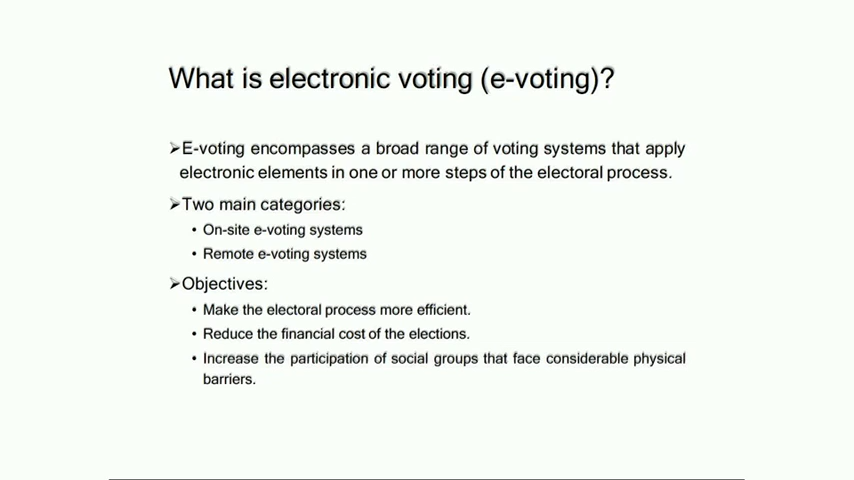 What is electronic voting (e-voting)?
➢E-voting encompasses a broad range of voting systems that apply
electronic elements in one or more steps of the electoral process.
➢Two main categories:
• On-site e-voting systems
• Remote e-voting systems
➢Objectives:
• Make the electoral process more efficient.
• Reduce the financial cost of the elections.
• Increase the participation of social groups that face considerable physical
barriers.